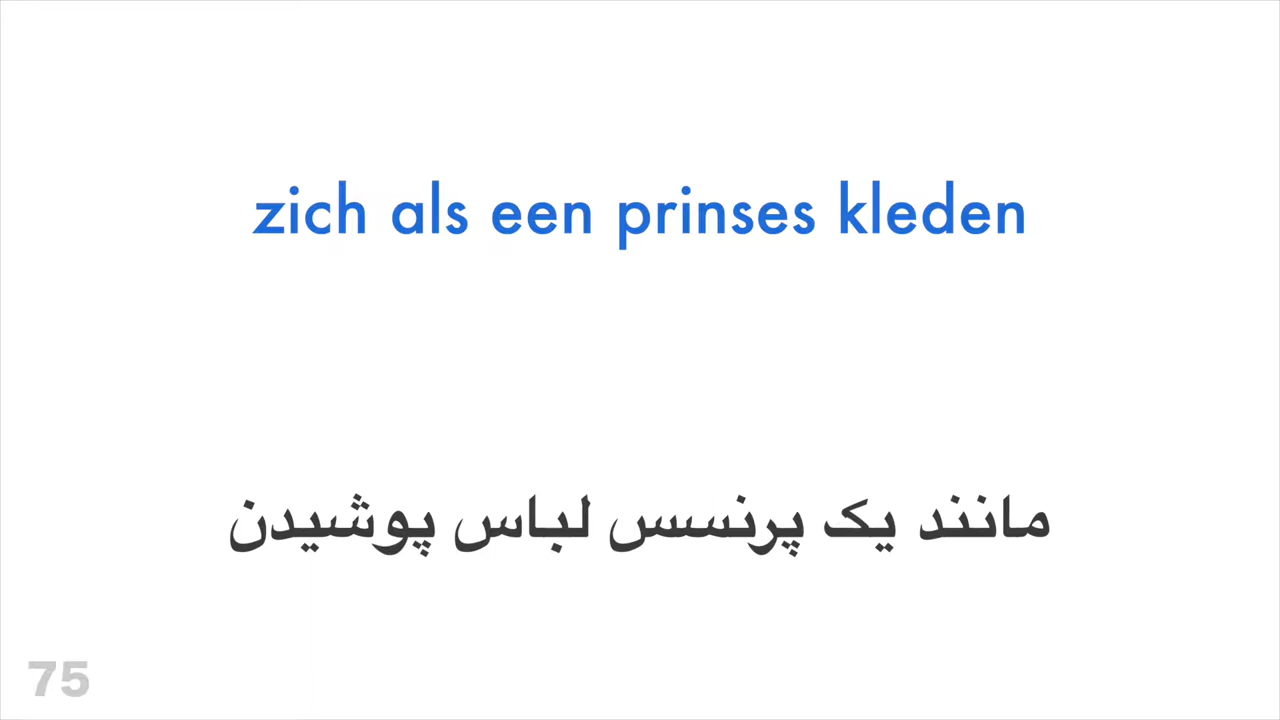 zich als een prinses kleden
مانند یک پرنسس لباس پوشیدن
75